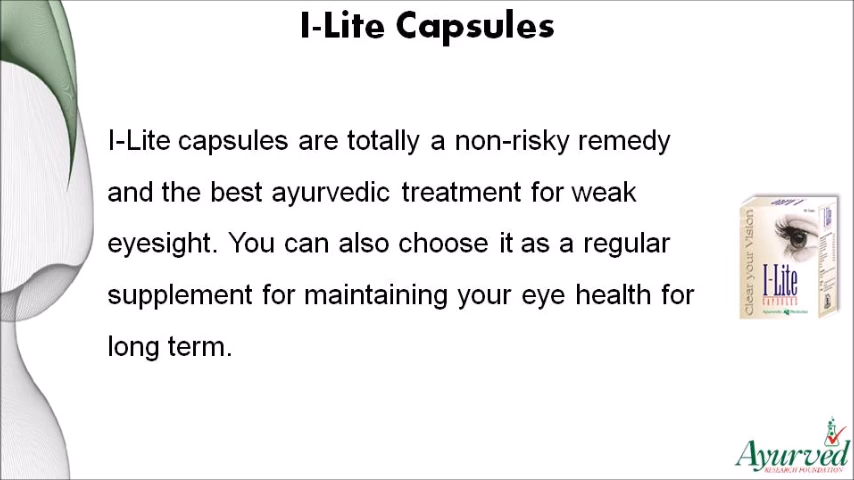 I-Lite Capsules
I-Lite capsules are totally a non-risky remedy
and the best ayurvedic treatment for weak
eyesight. You can also choose it as a regular
supplement for maintaining your eye health for
long term.
Clear your Vision
I-Lite
CAPSULES
Ayurved
RESEARCH FOUNDATION